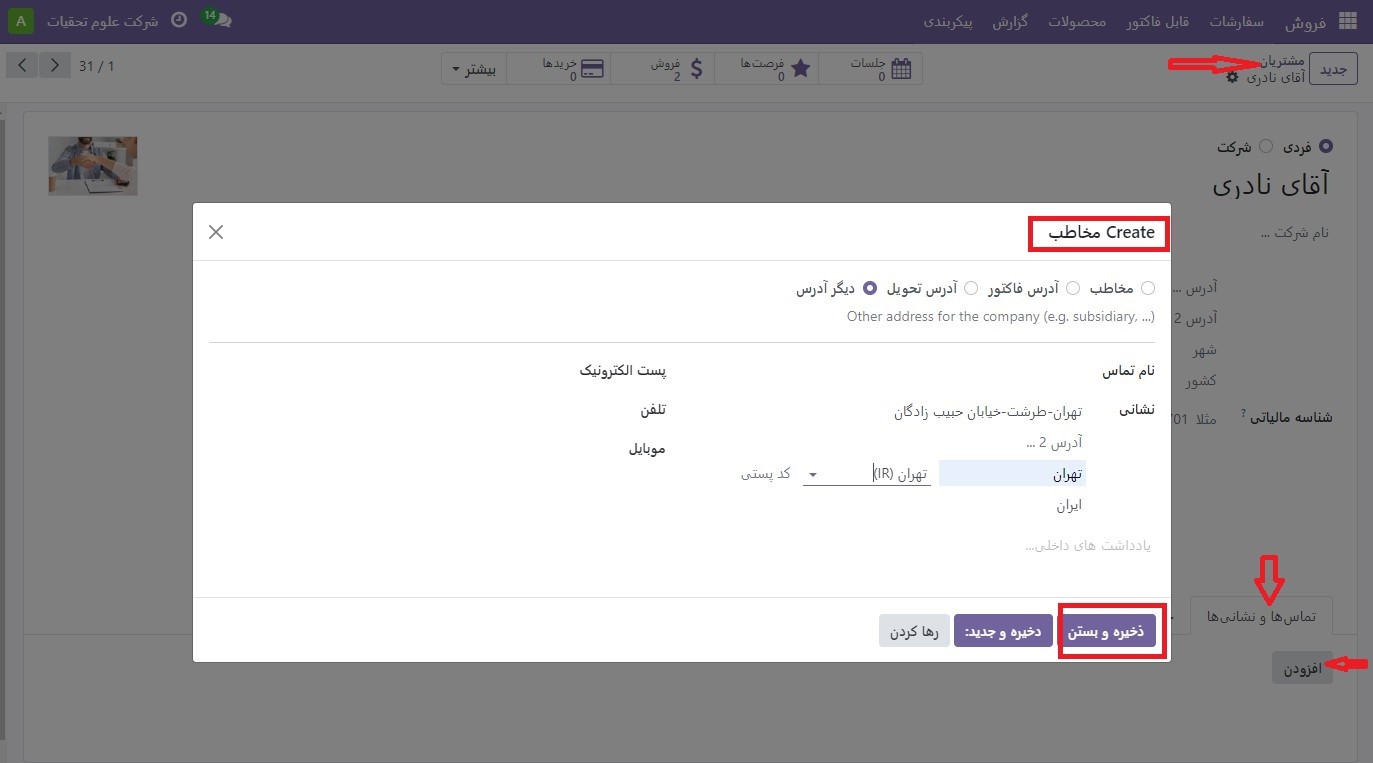 فروش سفارشات قابل فاکتور محصولات گزارش پیکربندی 14 شرکت علوم تحقیات A
جدید مشتریان
آقای نادری
جلسات 0 فرصت‌ها 0 فروش 2 خریدها 0 بیشتر
31 / 1
فردی شرکت
آقای نادری
نام شرکت ...
آدرس ...
آدرس 2
شهر
کشور
شناسه مالیاتی ? مثلا 01
Create مخاطب
مخاطب آدرس فاکتور آدرس تحویل دیگر آدرس
Other address for the company (e.g. subsidiary, ...)
نام تماس
پست الکترونیک
نشانی تهران-طرشت-خیابان حبیب زادگان
تلفن
آدرس 2 ...
موبایل
تهران تهران (IR) کد پستی
ایران
یادداشت های داخلی...
ذخیره و بستن دخیره و جدید: رها کردن
تماس‌ها و نشانی‌ها
افزودن